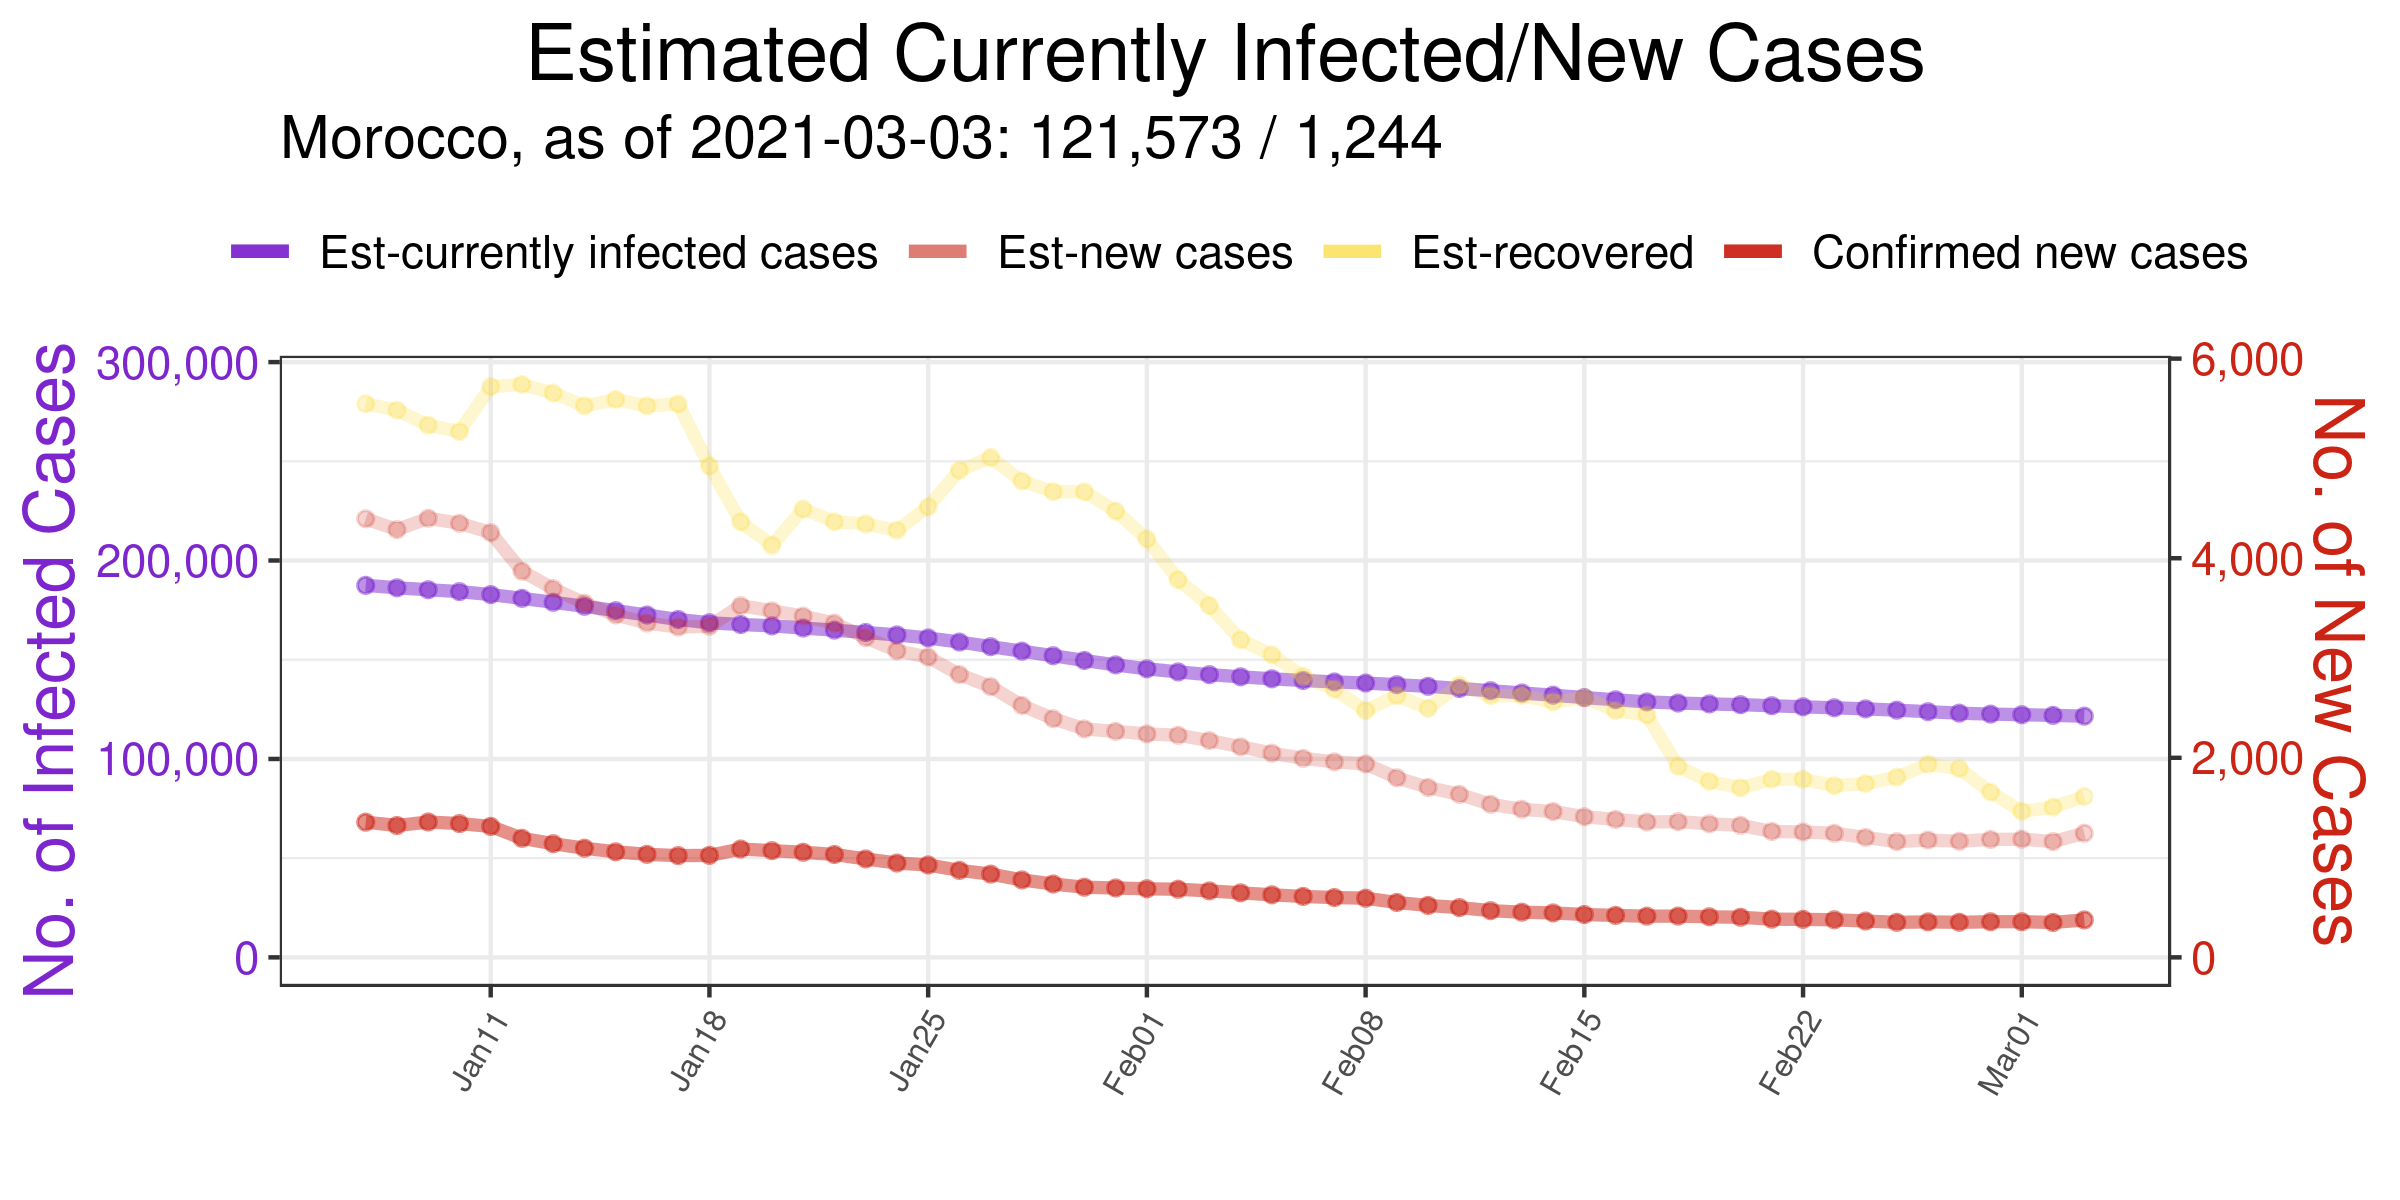 Estimated Currently Infected/New Cases
Morocco, as of 2021-03-03: 121,573 / 1,244
Est-currently infected cases Est-new cases Est-recovered Confirmed new cases
No. of Infected Cases
300,000
200,000
100,000
0
6,000
4,000
2,000
0
No. of New Cases
Jan11 Jan18 Jan25 Feb01 Feb08 Feb15 Feb22 Mar01